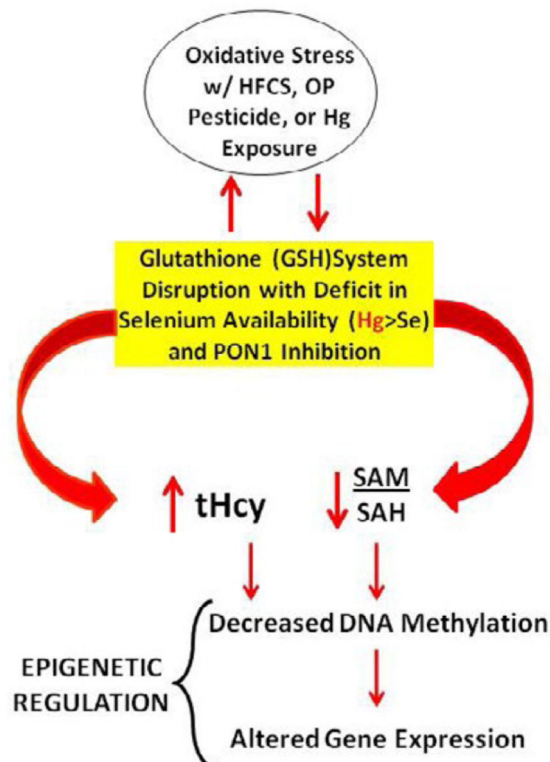 Oxidative Stress
w/ HFCS, OP
Pesticide, or Hg
Exposure
Glutathione (GSH)System
Disruption with Deficit in
Selenium Availability (Hg>Se)
and PON1 Inhibition
tHcy
SAM
SAH
Decreased DNA Methylation
EPIGENETIC
REGULATION
Altered Gene Expression